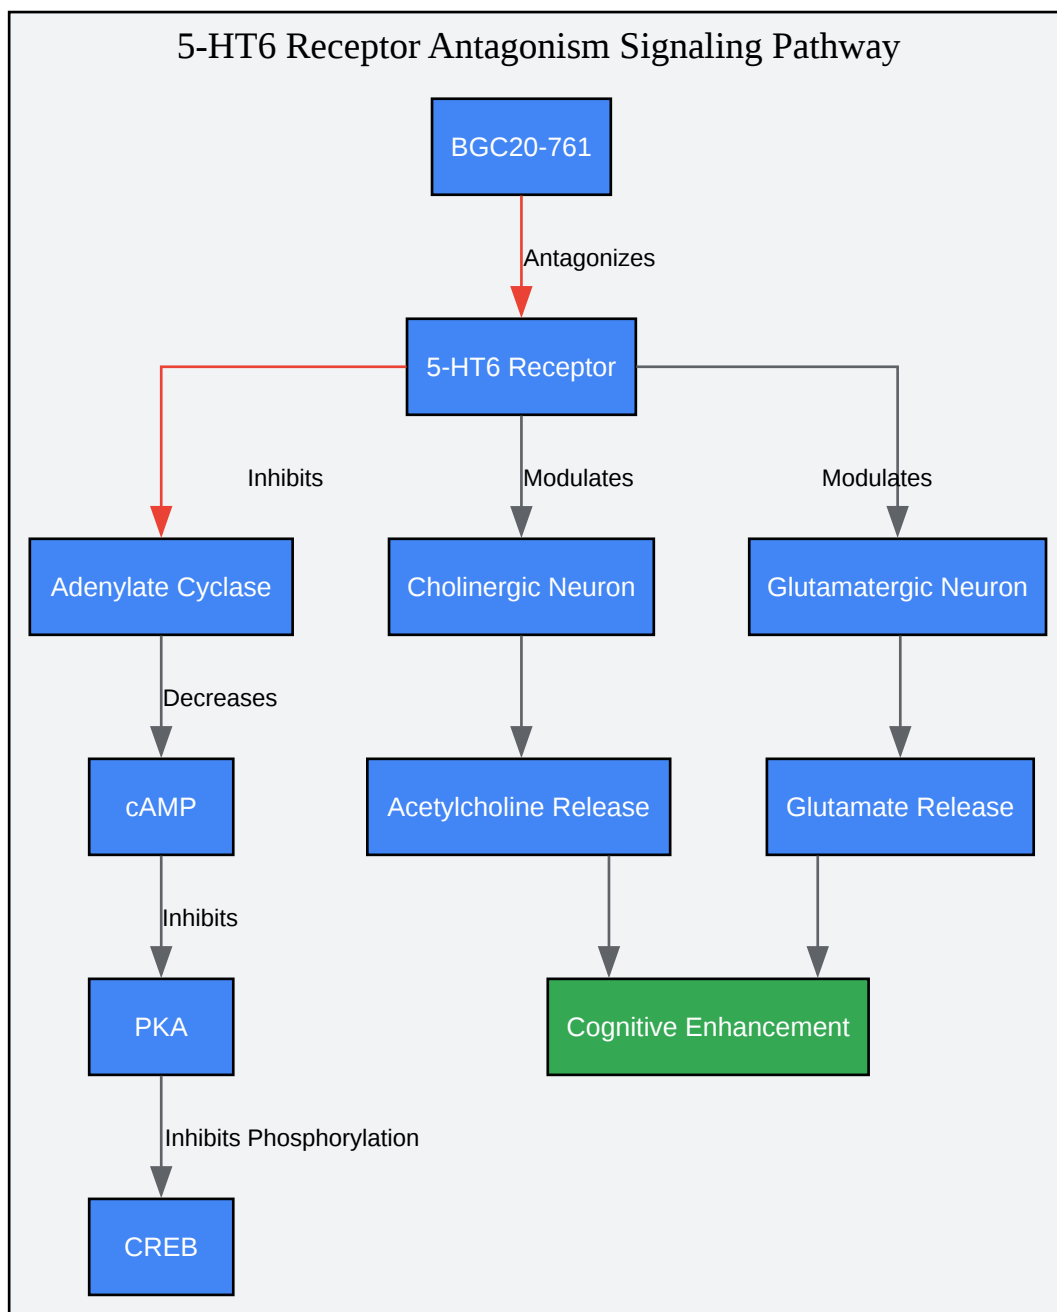 5-HT6 Receptor Antagonism Signaling Pathway
BGC20-761
Antagonizes
5-HT6 Receptor
Inhibits
Modulates
Modulates
Adenylate Cyclase
Cholinergic Neuron
Glutamatergic Neuron
Decreases
cAMP
Acetylcholine Release
Glutamate Release
Inhibits
PKA
Cognitive Enhancement
Inhibits Phosphorylation
CREB